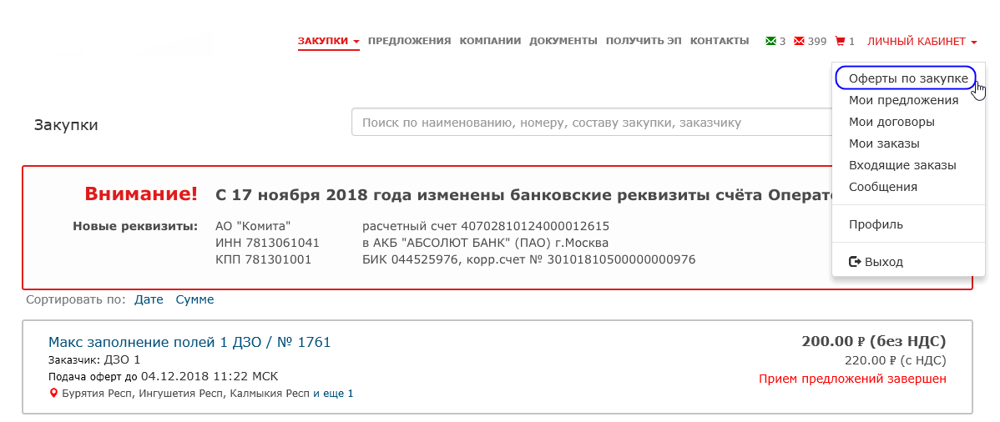 ЗАКУПКИ ПРЕДЛОЖЕНИЯ КОМПАНИИ ДОКУМЕНТЫ ПОЛУЧИТЬ ЭП КОНТАКТЫ 3 399 1 ЛИЧНЫЙ КАБИНЕТ
Оферты по закупке
Мои предложения
Мои договоры
Мои заказы
Входящие заказы
Сообщения
Профиль
Выход
Закупки
Поиск по наименованию, номеру, составу закупки, заказчику
Внимание! С 17 ноября 2018 года изменены банковские реквизиты счёта
Новые реквизиты: АО "Комита" расчетный счет 40702810124000012615
ИНН 7813061041 в АКБ "АБСОЛЮТ БАНК" (ПАО) г.Москва
КПП 781301001 БИК 044525976, корр.счет № 30101810500000000976
Сортировать по: Дате Сумме
Макс заполнение полей 1 ДЗО / № 1761 200.00 ₽ (без НДС)
Заказчик: ДЗО 1 220.00 ₽ (с НДС)
Подача оферт до 04.12.2018 11:22 МСК Прием предложений завершен
Бурятия Респ, Ингушетия Респ, Калмыкия Респ и еще 1